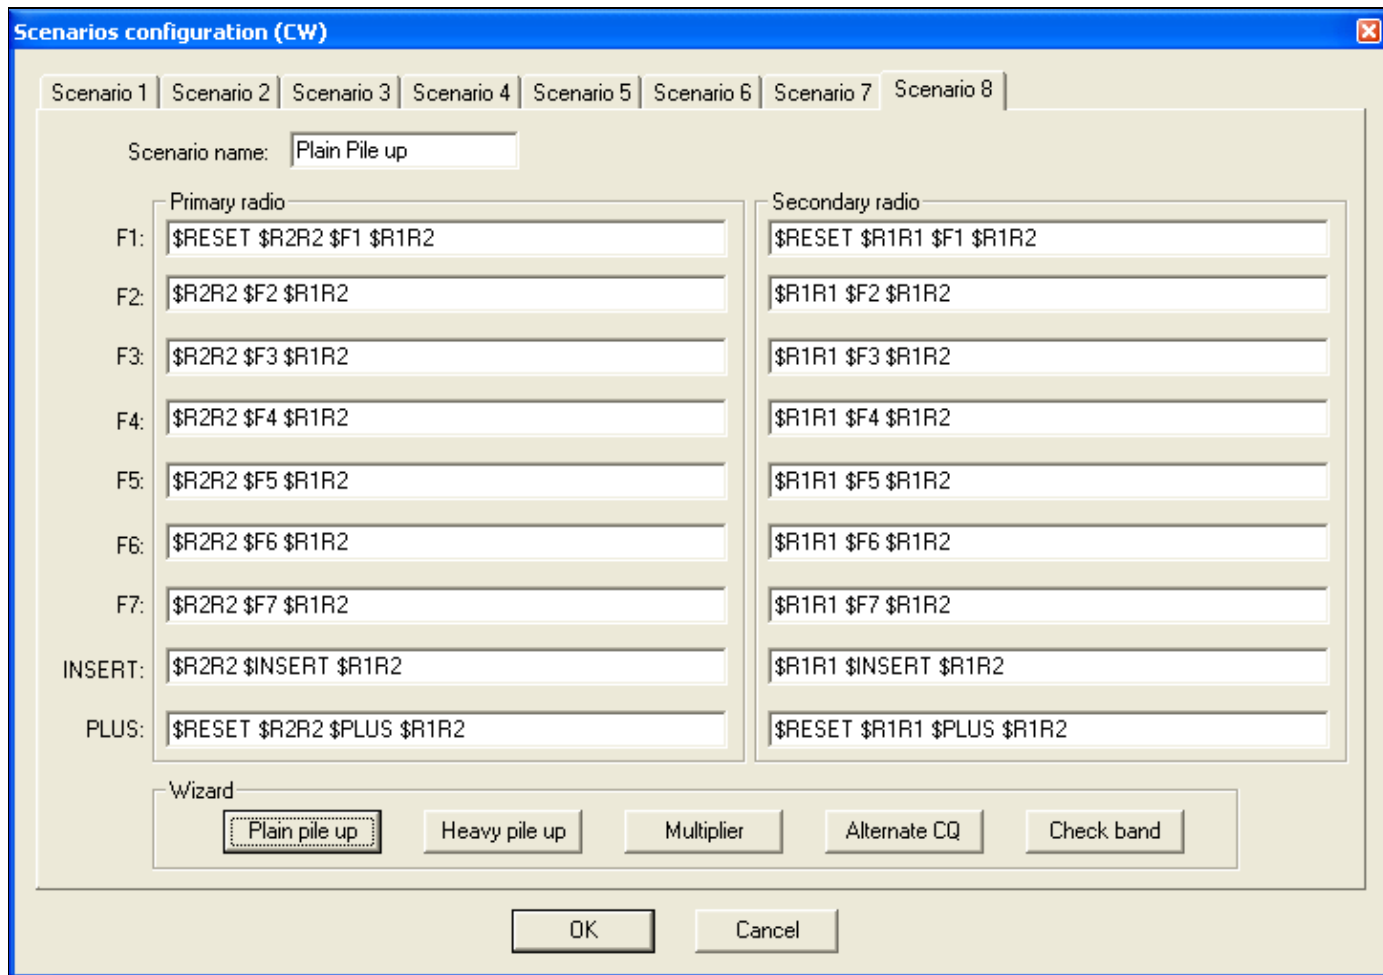 Scenarios configuration (CW)
Scenario 1 Scenario 2 Scenario 3 Scenario 4 Scenario 5 Scenario 6 Scenario 7 Scenario 8
Scenario name: Plain Pile up
Primary radio Secondary radio
F1: $RESET $R2R2 $F1 $R1R2 $RESET $R1R1 $F1 $R1R2
F2: $R2R2 $F2 $R1R2 $R1R1 $F2 $R1R2
F3: $R2R2 $F3 $R1R2 $R1R1 $F3 $R1R2
F4: $R2R2 $F4 $R1R2 $R1R1 $F4 $R1R2
F5: $R2R2 $F5 $R1R2 $R1R1 $F5 $R1R2
F6: $R2R2 $F6 $R1R2 $R1R1 $F6 $R1R2
F7: $R2R2 $F7 $R1R2 $R1R1 $F7 $R1R2
INSERT: $R2R2 $INSERT $R1R2 $R1R1 $INSERT $R1R2
PLUS: $RESET $R2R2 $PLUS $R1R2 $RESET $R1R1 $PLUS $R1R2
Wizard
Plain pile up Heavy pile up Multiplier Alternate CQ Check band
OK Cancel